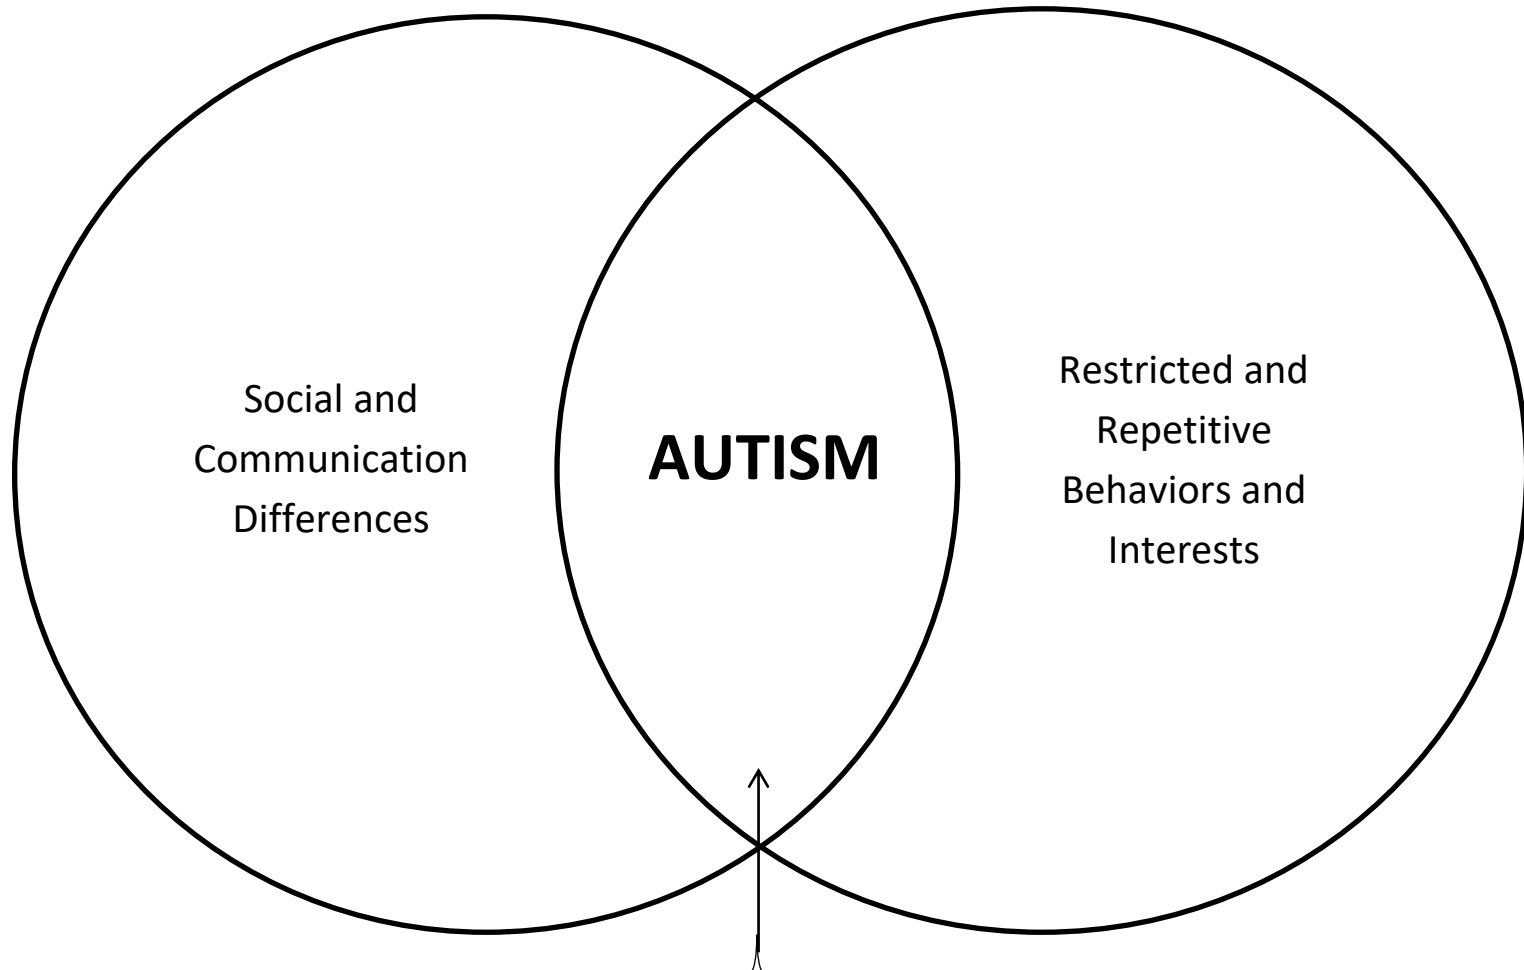 Social and
Communication
Differences
AUTISM
Restricted and
Repetitive
Behaviors and
Interests